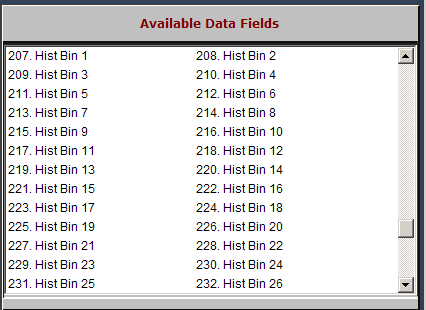 Available Data Fields
207. Hist Bin 1 208. Hist Bin 2
209. Hist Bin 3 210. Hist Bin 4
211. Hist Bin 5 212. Hist Bin 6
213. Hist Bin 7 214. Hist Bin 8
215. Hist Bin 9 216. Hist Bin 10
217. Hist Bin 11 218. Hist Bin 12
219. Hist Bin 13 220. Hist Bin 14
221. Hist Bin 15 222. Hist Bin 16
223. Hist Bin 17 224. Hist Bin 18
225. Hist Bin 19 226. Hist Bin 20
227. Hist Bin 21 228. Hist Bin 22
229. Hist Bin 23 230. Hist Bin 24
231. Hist Bin 25 232. Hist Bin 26